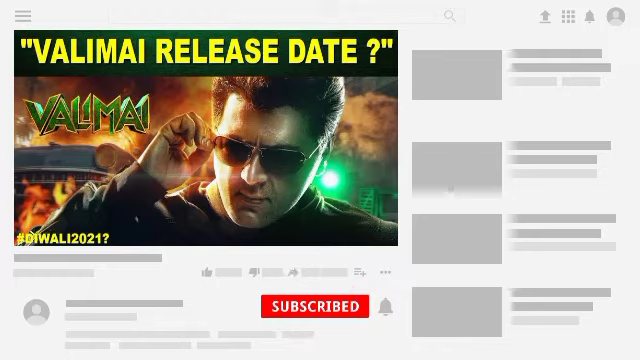 "VALIMAI RELEASE DATE ?"
VALIMAI
#DIWALI2021?
SUBSCRIBED